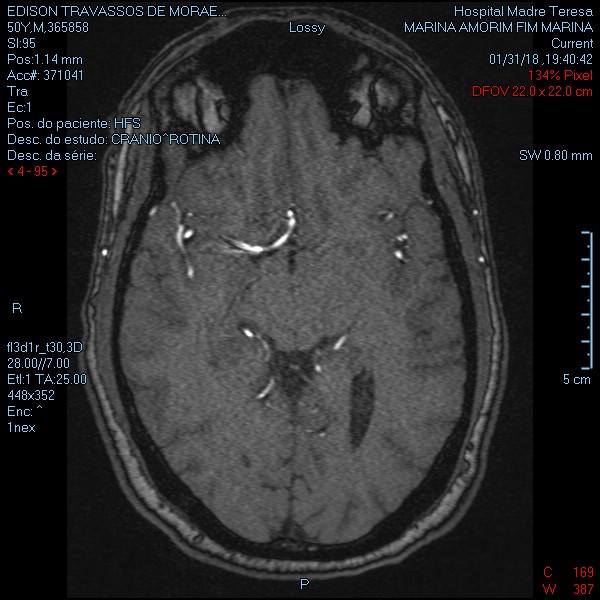 EDISON TRAVASSOS DE MORAE...
50Y,M,365858
SI:95
Pos:1.14 mm
Acc#: 371041
Tra
Ec:1
Pos. do paciente: HFS
Desc. do estudo: CRANIO^ROTINA
Desc. da série:
< 4 - 95 >
Lossy
Hospital Madre Teresa
MARINA AMORIM FIM MARINA
Current
01/31/18 ,19:40:42
134% Pixel
DFOV 22.0 x 22.0 cm
SW 0.80 mm
R
5 cm
fl3d1r_t30,3D
28.00//7.00
Etl:1 TA:25.00
448x352
Enc: ^
1nex
P
C 169
W 387